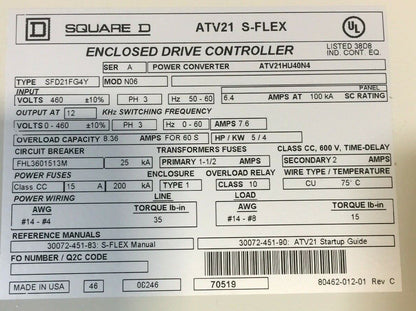 SQUARE D ATV21 S-FLEX
UL
ENCLOSED DRIVE CONTROLLER
LISTED 38D8
IND. CONT. EQ.
SER A POWER CONVERTER ATV21HU40N4
TYPE SFD21FG4Y MOD N06
INPUT PANEL
VOLTS 460 ±10% PH 3 Hz 50-60 6.4 AMPS AT 100 kA SC RATING
OUTPUT AT 12 KHz SWITCHING FREQUENCY
VOLTS 0-460 ±10% PH 3 Hz 0-60 AMPS 7.6
OVERLOAD CAPACITY 8.36 AMPS FOR 60 S HP / KW 5 / 4
CIRCUIT BREAKER TRANSFORMERS FUSES CLASS CC, 600 V, TIME-DELAY
FHL3601513M 25 kA PRIMARY 1-1/2 AMPS SECONDARY 2 AMPS
POWER FUSES ENCLOSURE OVERLOAD RELAY WIRE TYPE / TEMPERATURE
Class CC 15 A 200 kA TYPE 1 CLASS 10 CU 75° C
POWER WIRING LINE LOAD
AWG TORQUE lb-in AWG TORQUE lb-in
#14 - #4 35 #14 - #8 15
REFERENCE MANUALS
30072-451-83: S-FLEX Manual 30072-451-90: ATV21 Startup Guide
FO NUMBER / Q2C CODE
MADE IN USA 46 00246 70519 80462-012-01 Rev C